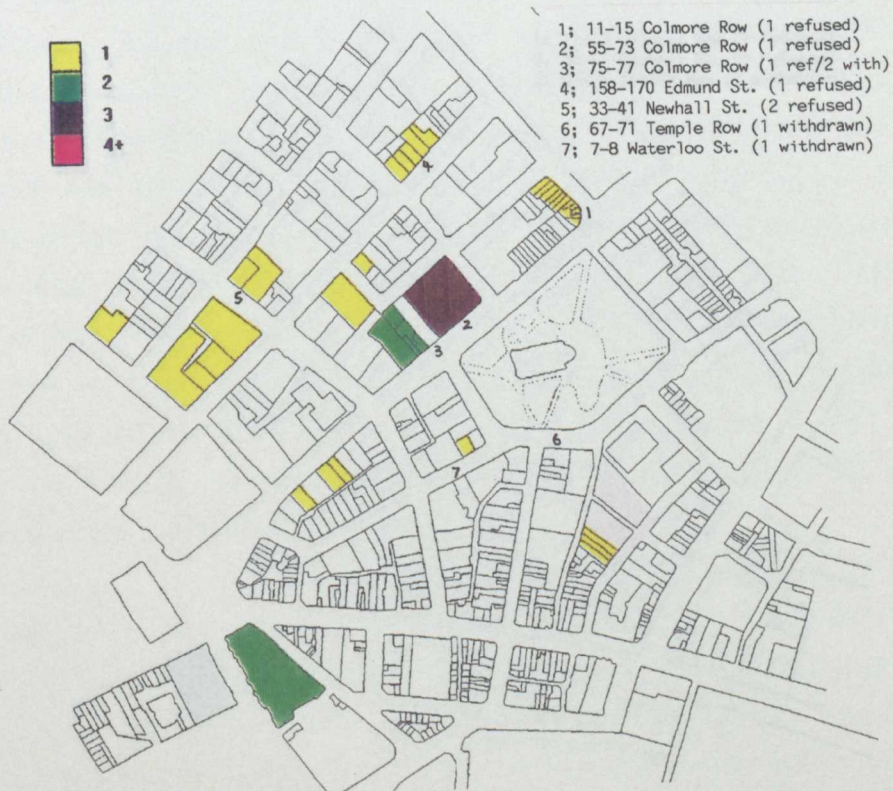 1
2
3
4+
1; 11-15 Colmore Row (1 refused)
2; 55-73 Colmore Row (1 refused)
3; 75-77 Colmore Row (1 ref/2 with)
4; 158-170 Edmund St. (1 refused)
5; 33-41 Newhall St. (2 refused)
6; 67-71 Temple Row (1 withdrawn)
7; 7-8 Waterloo St. (1 withdrawn)
4
1
5
2
3
6
7